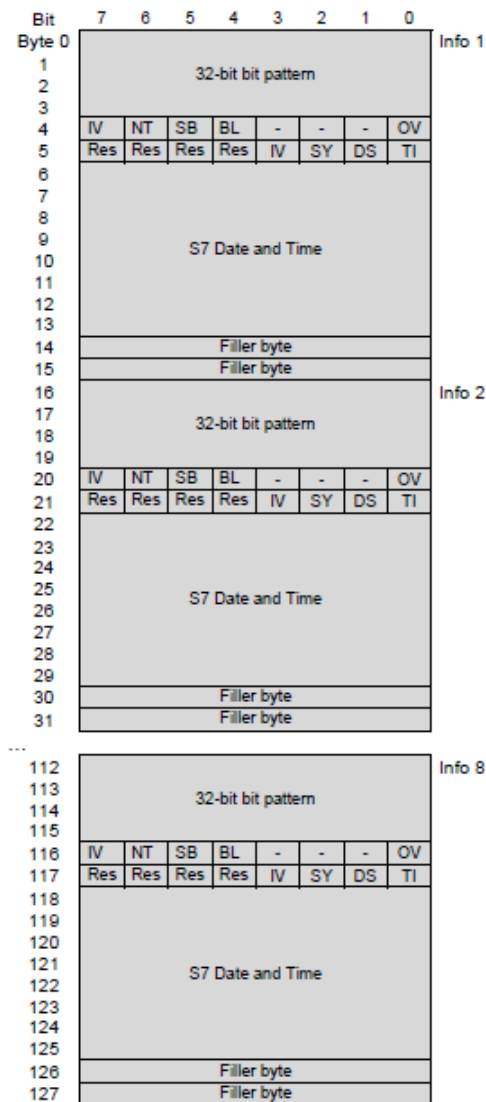 Bit 7 6 5 4 3 2 1 0
Byte 0 Info 1
1
32-bit bit pattern
2
3
4 IV NT SB BL - - - OV
5 Res Res Res Res IV SY DS TI
6
7
8
9 S7 Date and Time
10
11
12
13
14 Filler byte
15 Filler byte
16 Info 2
17
32-bit bit pattern
18
19
20 IV NT SB BL - - - OV
21 Res Res Res Res IV SY DS TI
22
23
24
25
S7 Date and Time
26
27
28
29
30 Filler byte
31 Filler byte
...
112 Info 8
113
32-bit bit pattern
114
115
116 IV NT SB BL - - - OV
117 Res Res Res Res IV SY DS TI
118
119
120
121 S7 Date and Time
122
123
124
125
126 Filler byte
127 Filler byte